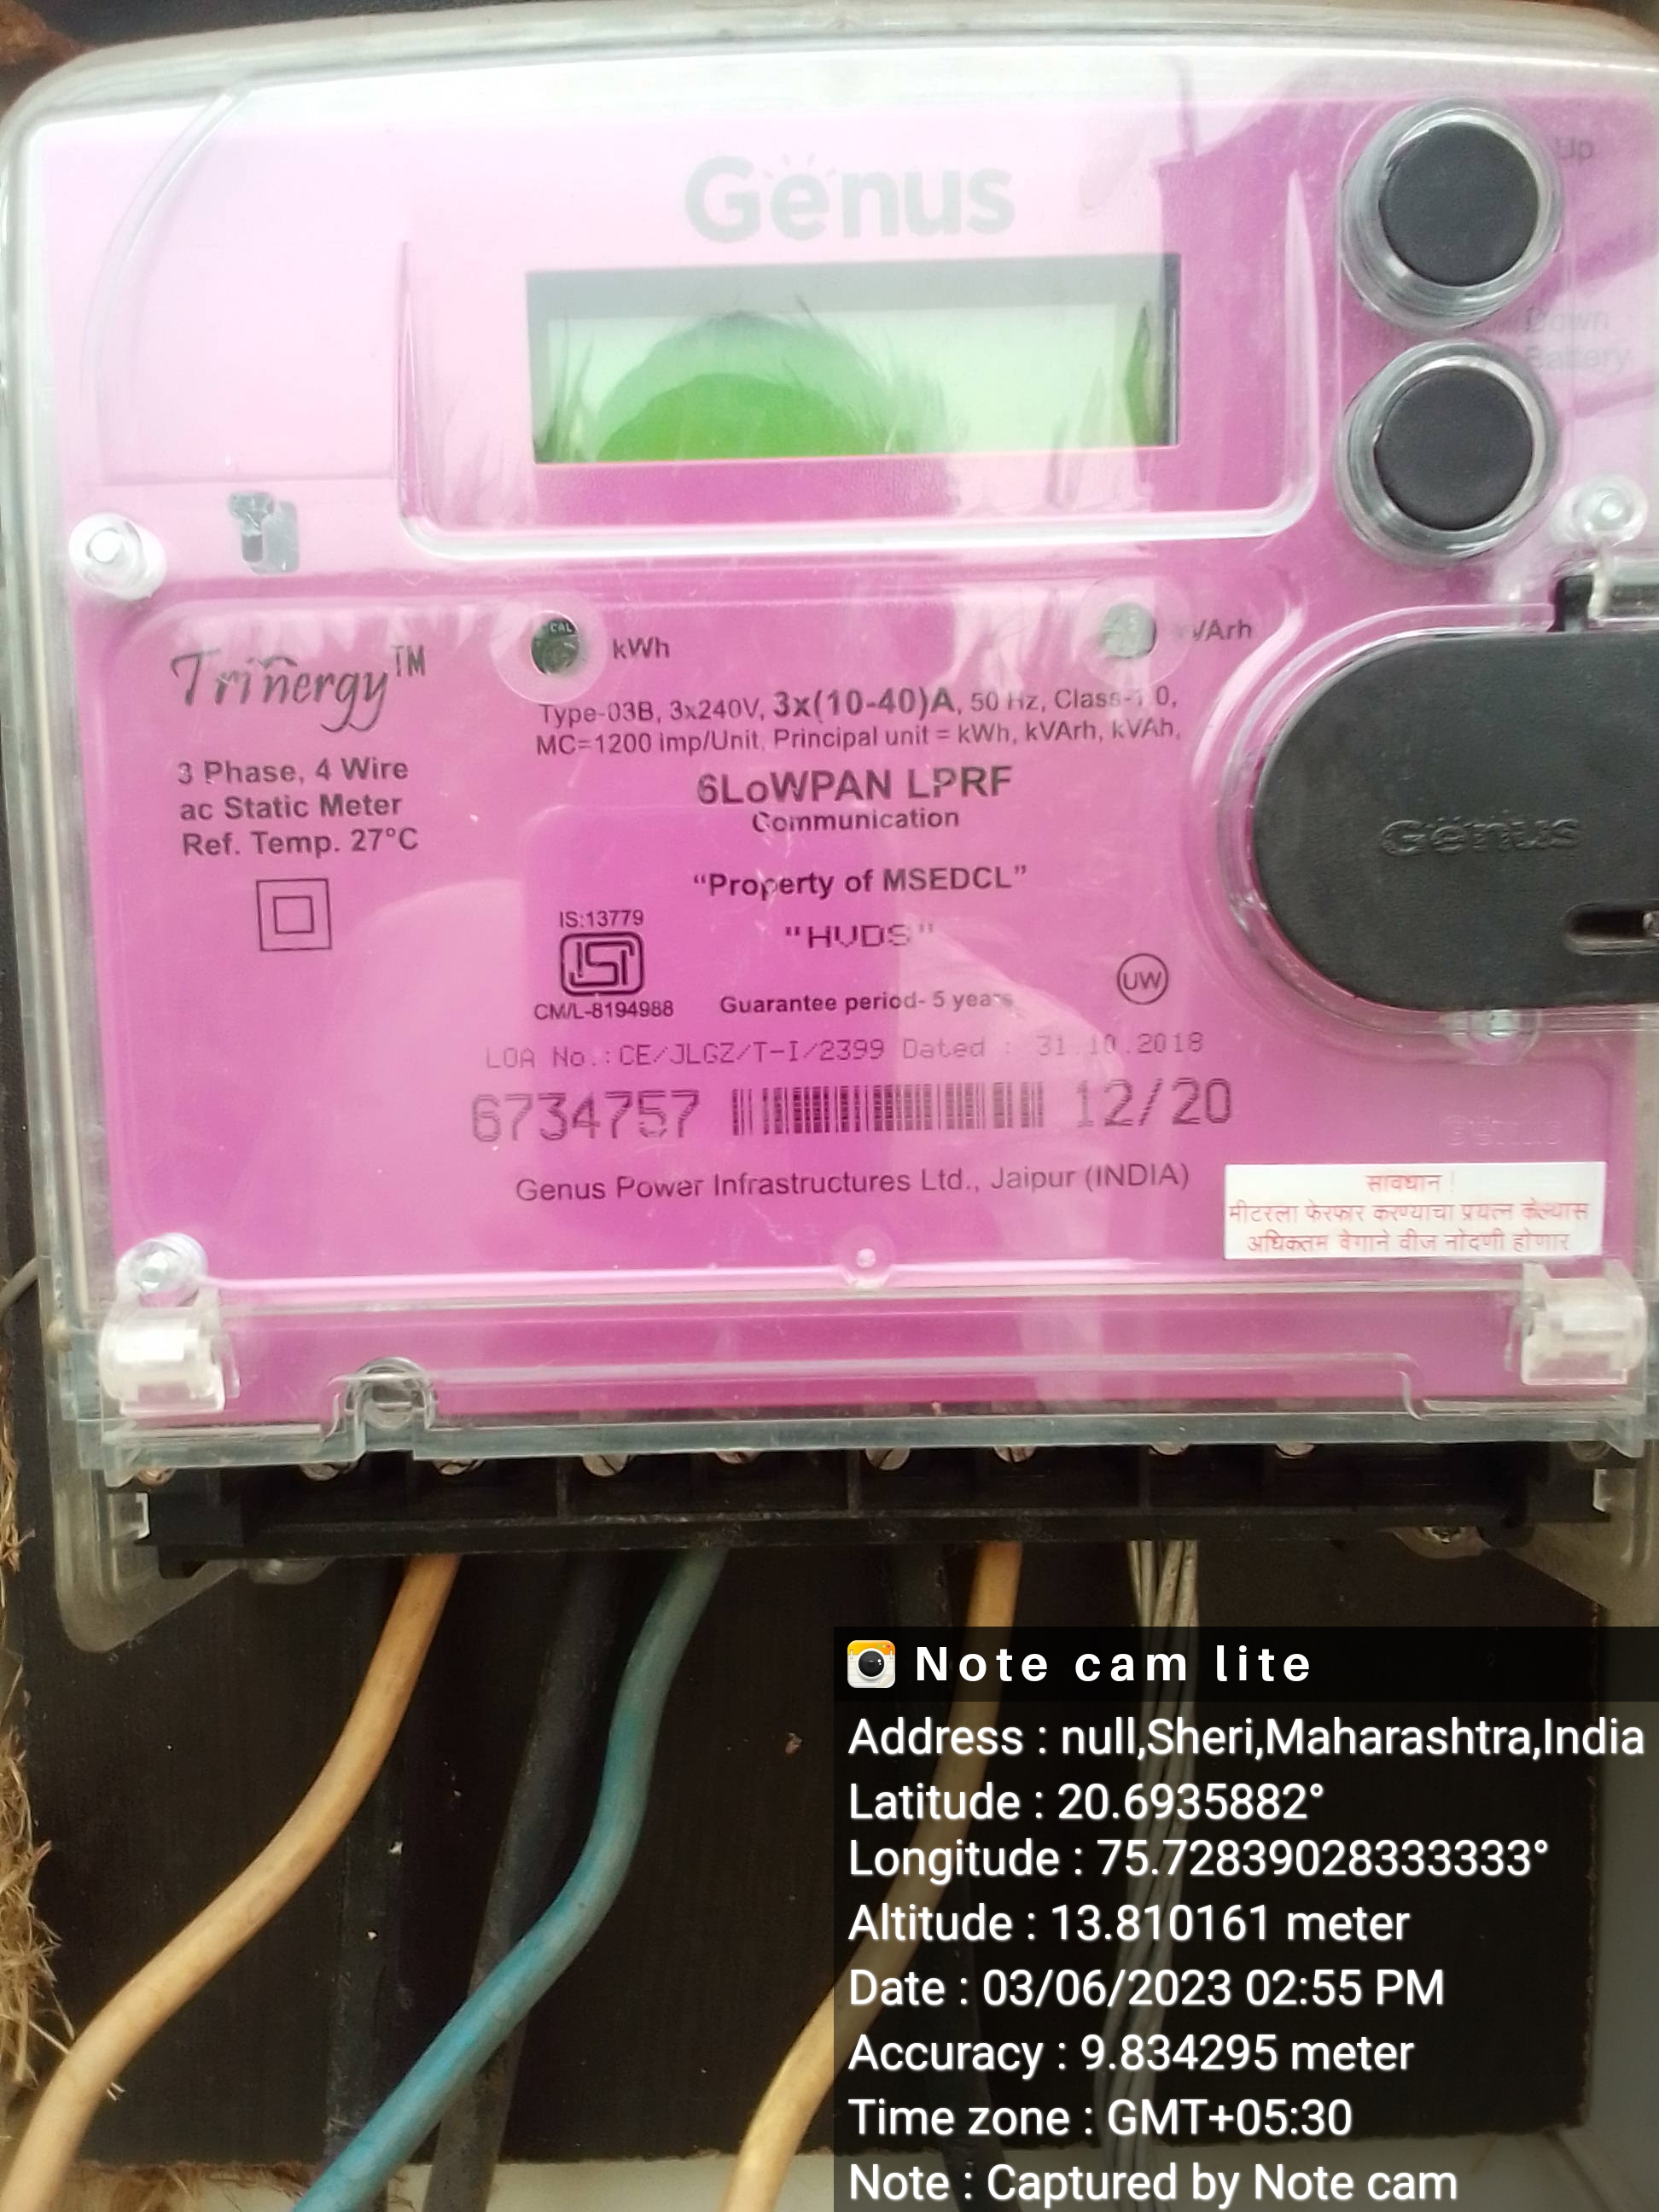 Genus
Up
Down
Battery
CAL
kWh
kVArh
Trinergy™
Type-03B, 3x240V, 3x(10-40)A, 50 Hz, Class-1.0,
MC=1200 imp/Unit, Principal unit = kWh, kVArh, kVAh,
3 Phase, 4 Wire
ac Static Meter
Ref. Temp. 27°C
6LoWPAN LPRF
Communication
Genus
“Property of MSEDCL”
"HVDS"
IS:13779
ISI
CM/L-8194988
Guarantee period- 5 years
UW
LOA No.:CE/JLGZ/T-I/2399 Dated : 31.10.2018
6734757 12/20
Genus
Genus Power Infrastructures Ltd., Jaipur (INDIA)
सावधान !
मीटरला फेरफार करण्याचा प्रयत्न केल्यास
अधिकतम वेगाने वीज नोंदणी होणार
Note cam lite
Address : null,Sheri,Maharashtra,India
Latitude : 20.6935882°
Longitude : 75.72839028333333°
Altitude : 13.810161 meter
Date : 03/06/2023 02:55 PM
Accuracy : 9.834295 meter
Time zone : GMT+05:30
Note : Captured by Note cam